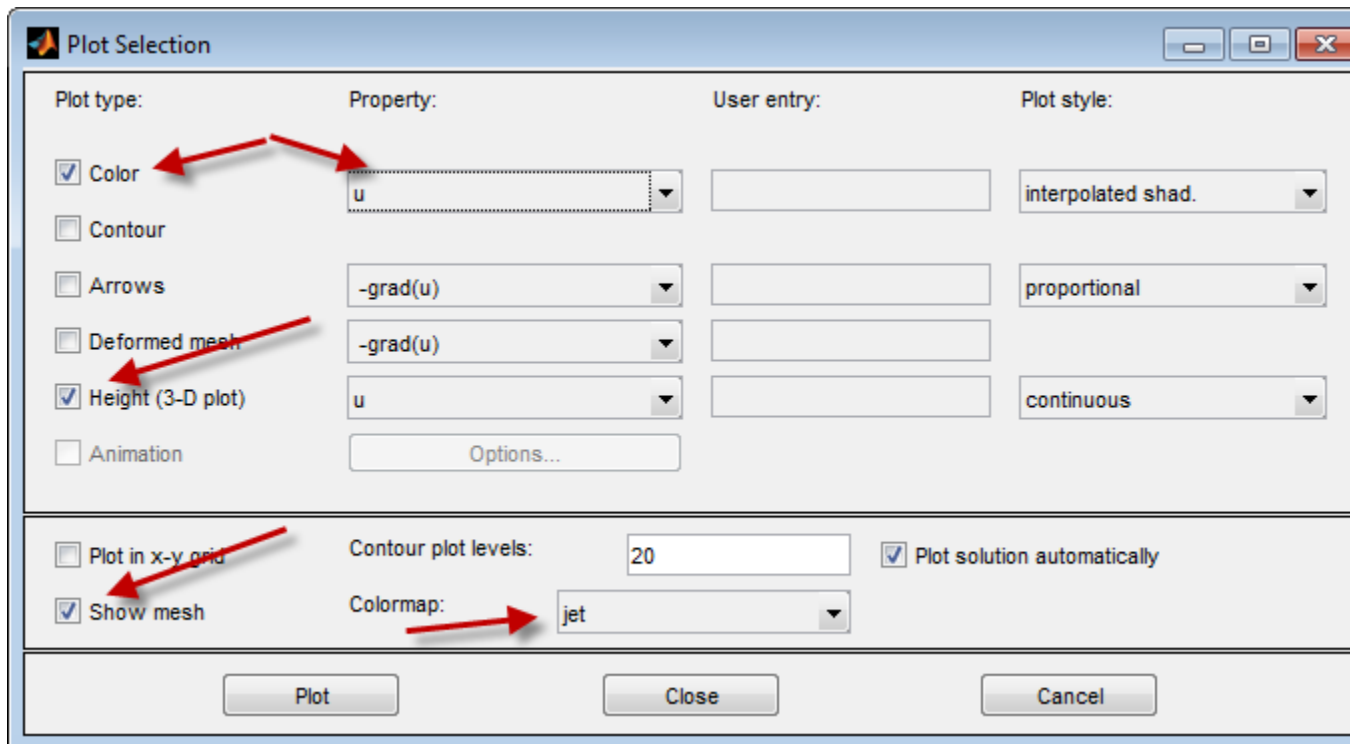 Plot Selection
Plot type: Property: User entry: Plot style:
Color u interpolated shad.
Contour
Arrows -grad(u) proportional
Deformed mesh -grad(u)
Height (3-D plot) u continuous
Animation Options...
Plot in x-y grid Contour plot levels: 20 Plot solution automatically
Show mesh Colormap: jet
Plot Close Cancel